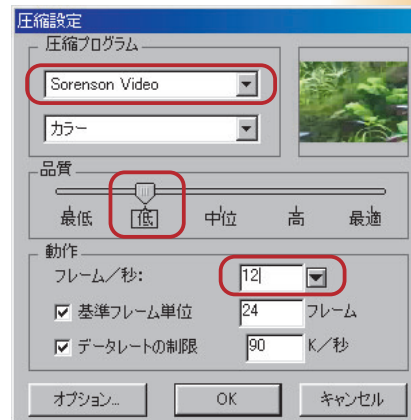 圧縮設定
圧縮プログラム
Sorenson Video
カラー
品質
最低 低 中位 高 最適
動作
フレーム／秒: 12
基準フレーム単位 24 フレーム
データレートの制限 90 K／秒
オプション... OK キャンセル